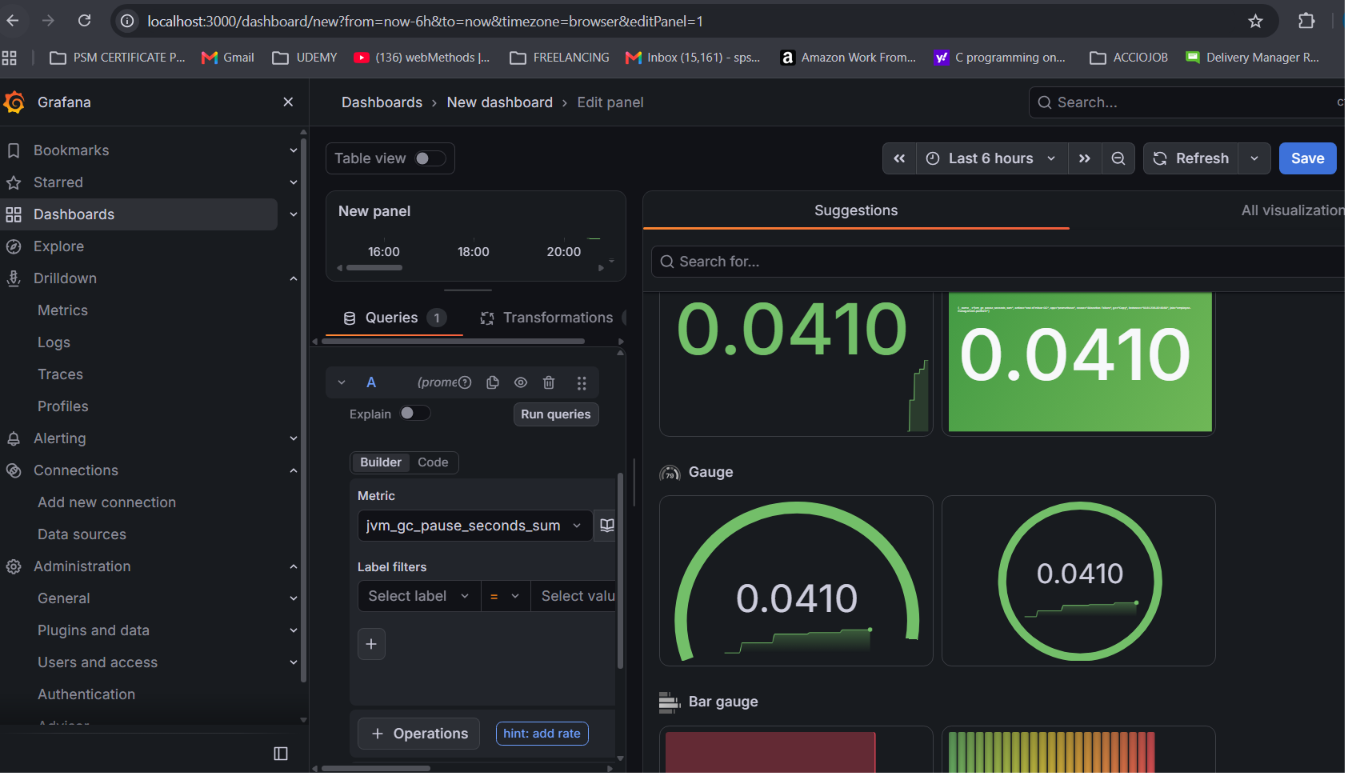 localhost:3000/dashboard/new?from=now-6h&to=now&timezone=browser&editPanel=1
PSM CERTIFICATE P... Gmail UDEMY (136) webMethods |... FREELANCING Inbox (15,161) - sps... Amazon Work From... C programming on... ACCIOJOB Delivery Manager R...
Grafana
Dashboards › New dashboard › Edit panel
Search...
Bookmarks
Starred
Dashboards
Explore
Drilldown
Metrics
Logs
Traces
Profiles
Alerting
Connections
Add new connection
Data sources
Administration
General
Plugins and data
Users and access
Authentication
Table view
Last 6 hours
Refresh
Save
New panel
16:00 18:00 20:00
Queries 1 Transformations
A (prome
Explain
Run queries
Builder Code
Metric
jvm_gc_pause_seconds_sum
Label filters
Select label = Select valu
+
+ Operations hint: add rate
Suggestions All visualization
Search for...
0.0410 0.0410
79 Gauge
0.0410 0.0410
Bar gauge